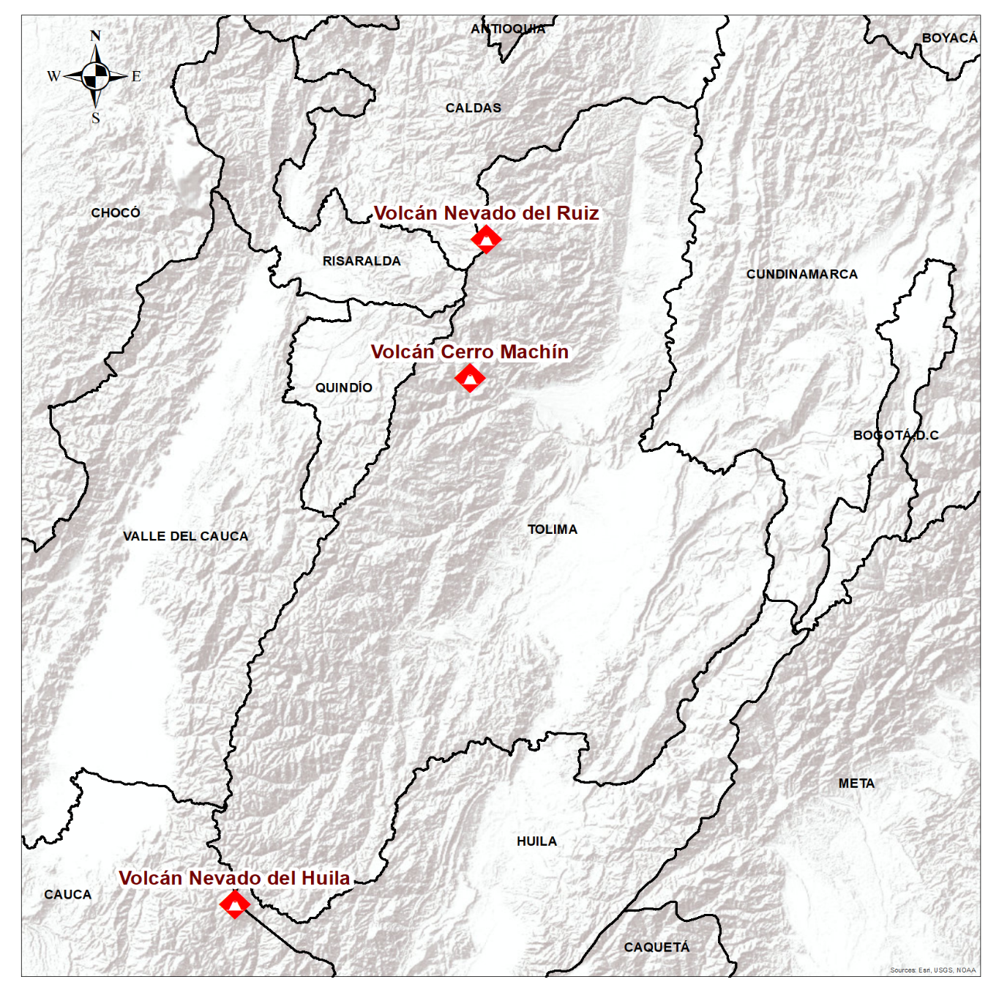 N
ANTIOQUIA
BOYACÁ
W
E
S
CALDAS
CHOCÓ
Volcán Nevado del Ruiz
RISARALDA
CUNDINAMARCA
Volcán Cerro Machín
QUINDÍO
BOGOTÁ,D.C
TOLIMA
VALLE DEL CAUCA
META
HUILA
Volcán Nevado del Huila
CAUCA
CAQUETÁ
Sources: Esri, USGS, NOAA